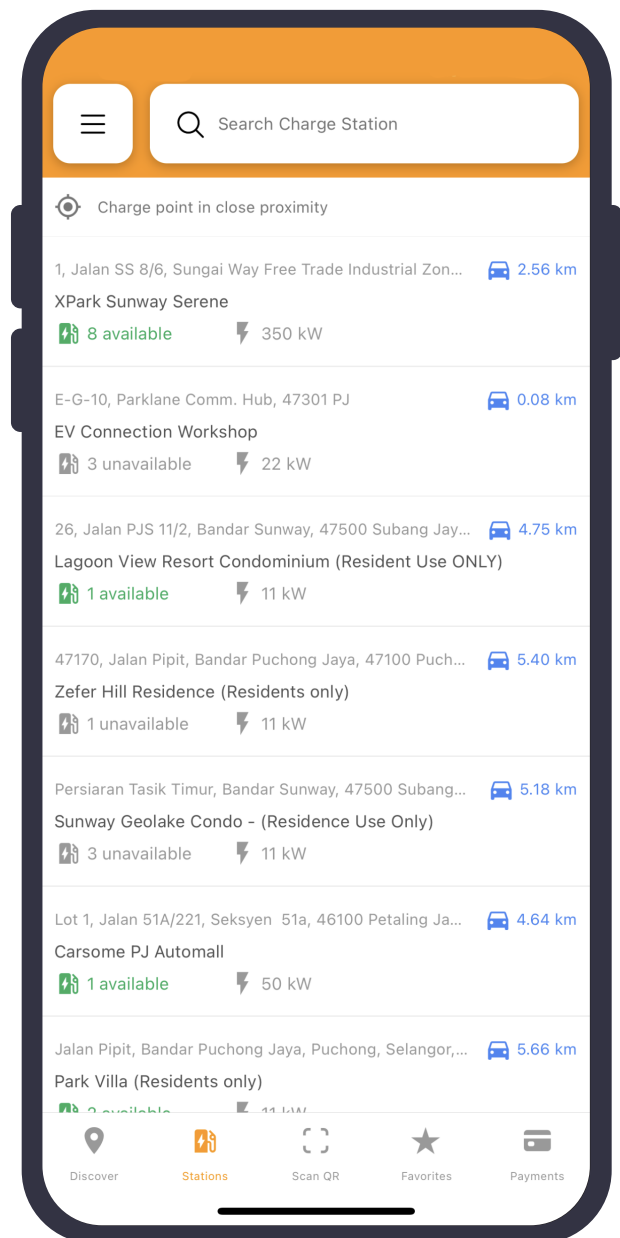 Search Charge Station
Charge point in close proximity
1, Jalan SS 8/6, Sungai Way Free Trade Industrial Zon... 2.56 km
XPark Sunway Serene
8 available 350 kW
E-G-10, Parklane Comm. Hub, 47301 PJ 0.08 km
EV Connection Workshop
3 unavailable 22 kW
26, Jalan PJS 11/2, Bandar Sunway, 47500 Subang Jay... 4.75 km
Lagoon View Resort Condominium (Resident Use ONLY)
1 available 11 kW
47170, Jalan Pipit, Bandar Puchong Jaya, 47100 Puch... 5.40 km
Zefer Hill Residence (Residents only)
1 unavailable 11 kW
Persiaran Tasik Timur, Bandar Sunway, 47500 Subang... 5.18 km
Sunway Geolake Condo - (Residence Use Only)
3 unavailable 11 kW
Lot 1, Jalan 51A/221, Seksyen  51a, 46100 Petaling Ja... 4.64 km
Carsome PJ Automall
1 available 50 kW
Jalan Pipit, Bandar Puchong Jaya, Puchong, Selangor,... 5.66 km
Park Villa (Residents only)
2 available 11 kW
Discover Stations Scan QR Favorites Payments